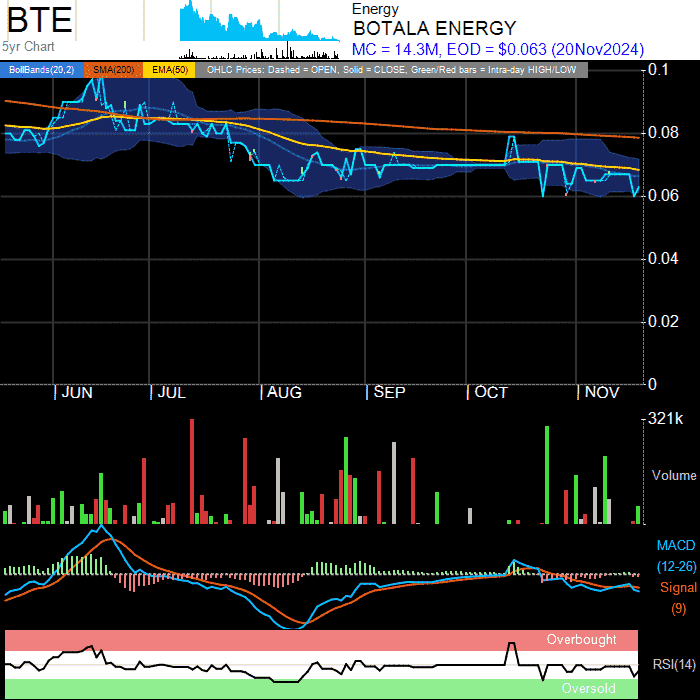 BTE
5yr Chart
Energy
BOTALA ENERGY
MC = 14.3M, EOD = $0.063 (20Nov2024)
BollBands(20,2) SMA(200) EMA(50) OHLC Prices: Dashed = OPEN, Solid = CLOSE, Green/Red bars = Intra-day HIGH/LOW
0.1
0.08
0.06
0.04
0.02
0
JUN JUL AUG SEP OCT NOV
321k
Volume
MACD
(12-26)
Signal
(9)
Overbought
RSI(14)
Oversold